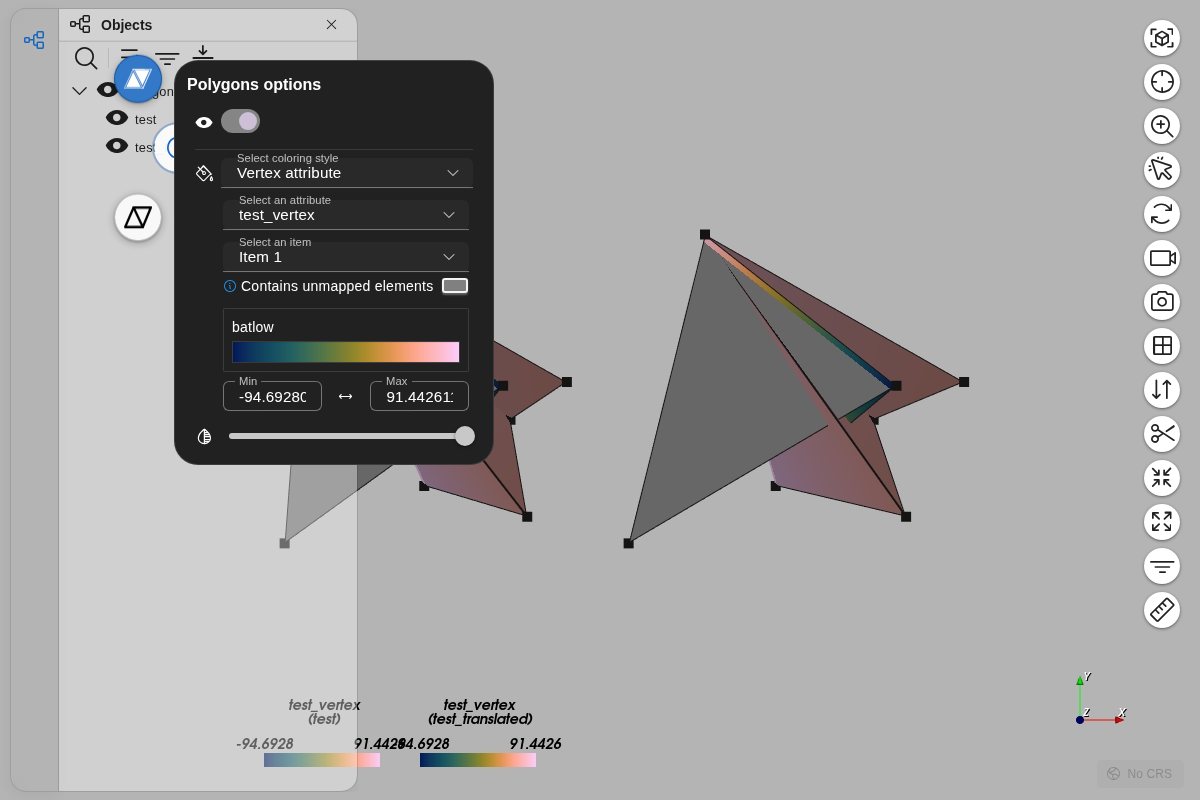 Objects
Polygons options
test
Select coloring style
Vertex attribute
Select an attribute
test_vertex
Select an item
Item 1
Contains unmapped elements
batlow
Min
Max
-94.6928
91.44261
test_vertex
(test)
-94.6928
91.4426
test_vertex
(test_translated)
94.6928
91.4426
Y
Z
X
No CRS